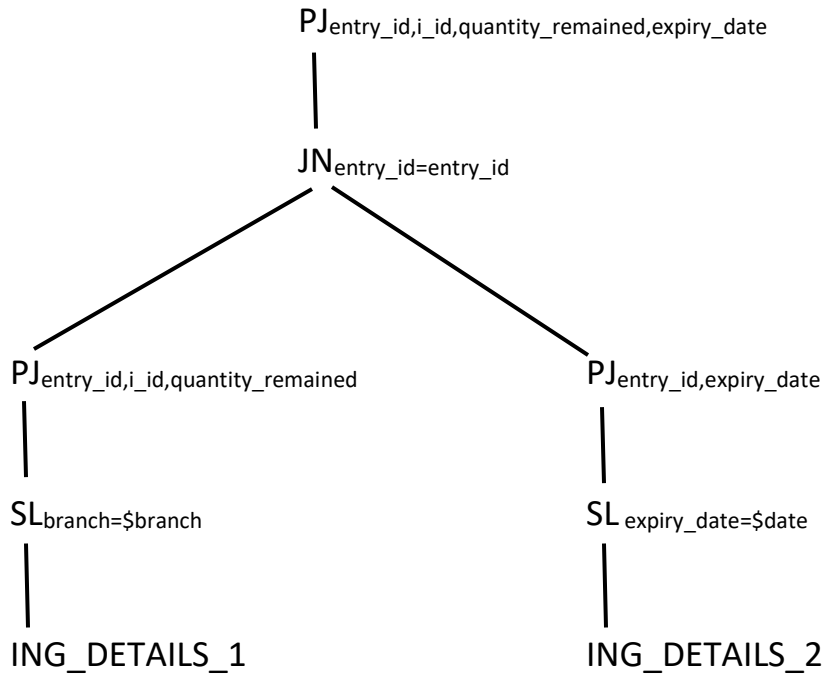 PJentry_id,i_id,quantity_remained,expiry_date
JNentry_id=entry_id
PJentry_id,i_id,quantity_remained
PJentry_id,expiry_date
SLbranch=$branch
SL expiry_date=$date
ING_DETAILS_1
ING_DETAILS_2